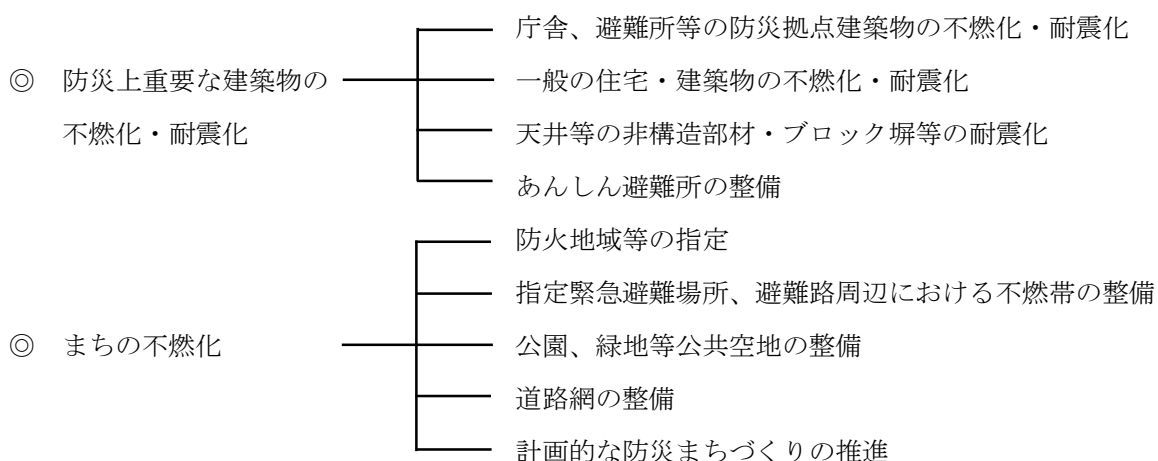 庁舎、避難所等の防災拠点建築物の不燃化・耐震化
◎ 防災上重要な建築物の
一般の住宅・建築物の不燃化・耐震化
不燃化・耐震化
天井等の非構造部材・ブロック塀等の耐震化
あんしん避難所の整備
防火地域等の指定
指定緊急避難場所、避難路周辺における不燃帯の整備
◎ まちの不燃化
公園、緑地等公共空地の整備
道路網の整備
計画的な防災まちづくりの推進